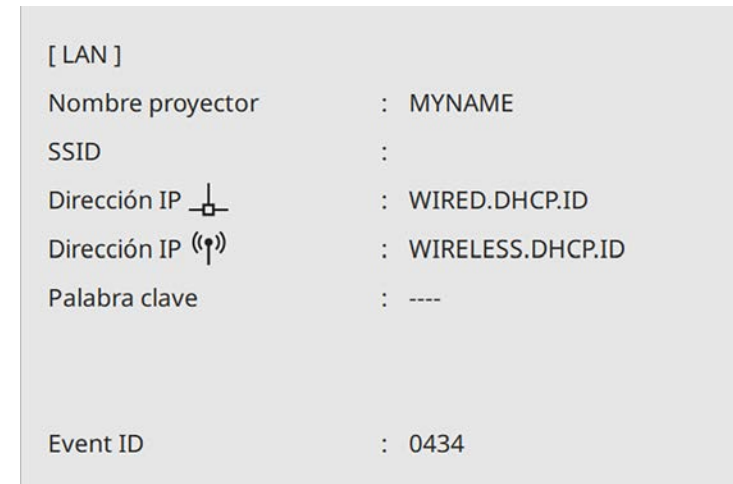 [ LAN ]
Nombre proyector : MYNAME
SSID :
Dirección IP : WIRED.DHCP.ID
Dirección IP : WIRELESS.DHCP.ID
Palabra clave : ----
Event ID : 0434